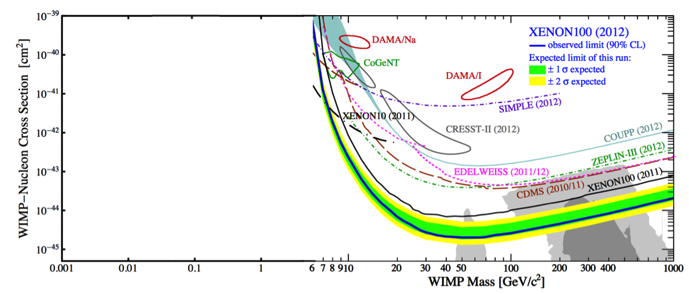 10⁻³⁹
10⁻⁴⁰
10⁻⁴¹
10⁻⁴²
10⁻⁴³
10⁻⁴⁴
10⁻⁴⁵
WIMP−Nucleon Cross Section [cm²]
DAMA/Na
CoGeNT
DAMA/I
SIMPLE (2012)
XENON10 (2011)
CRESST-II (2012)
COUPP (2012)
ZEPLIN-III (2012)
EDELWEISS (2011/12)
CDMS (2010/11)
XENON100 (2011)
XENON100 (2012)
observed limit (90% CL)
Expected limit of this run:
± 1 σ expected
± 2 σ expected
0.001 0.01 0.1 1 6 7 8 910 20 30 40 50 100 200 300 400 1000
WIMP Mass [GeV/c²]